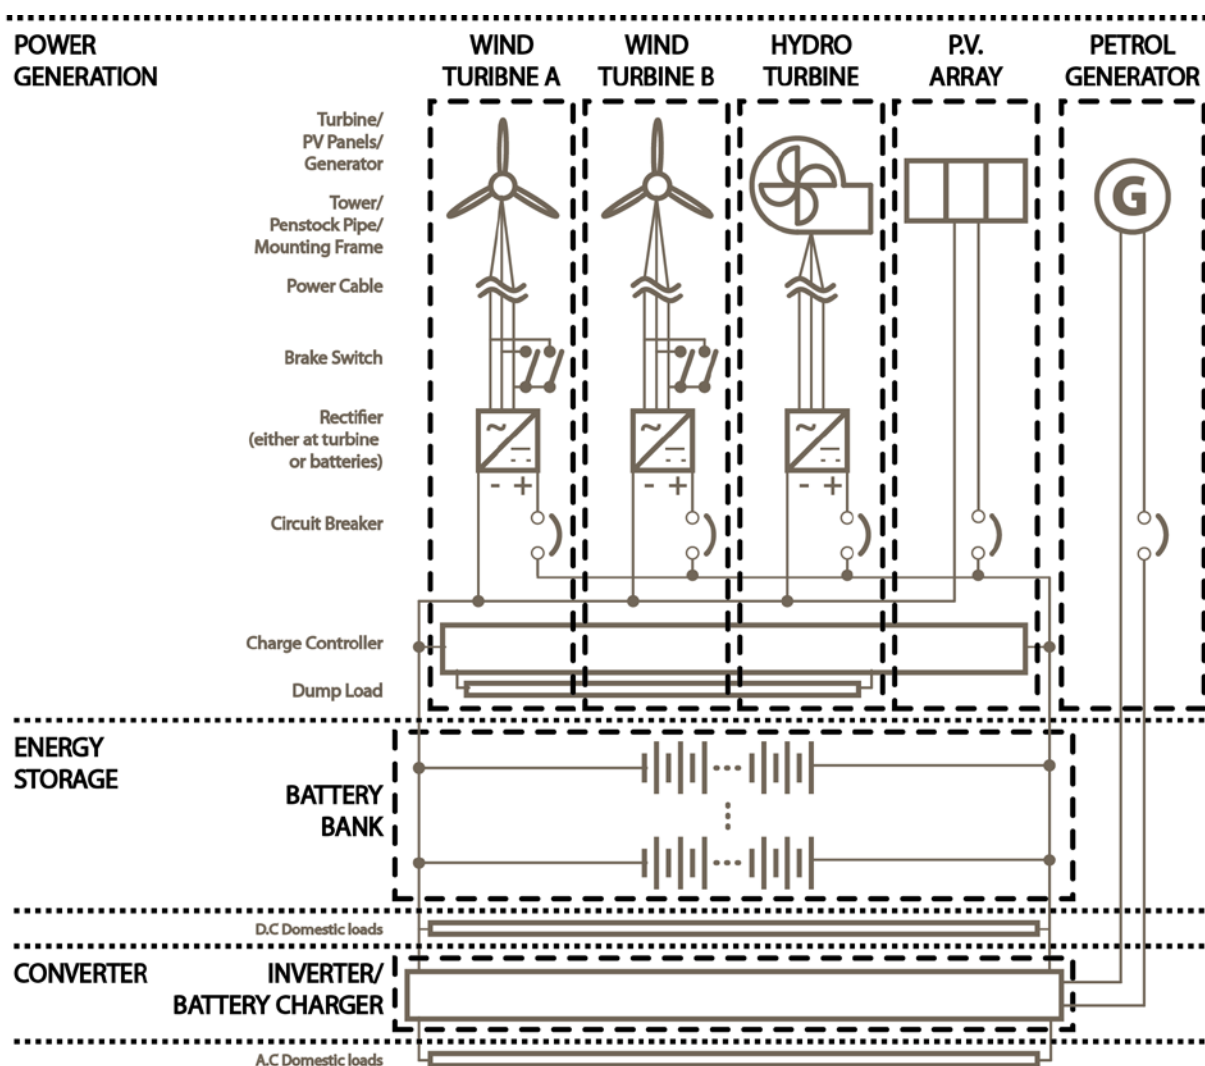 POWER
GENERATION
WIND
TURIBNE A
WIND
TURBINE B
HYDRO
TURBINE
P.V.
ARRAY
PETROL
GENERATOR
Turbine/
PV Panels/
Generator
G
Tower/
Penstock Pipe/
Mounting Frame
Power Cable
Brake Switch
Rectifier
(either at turbine
or batteries)
~
~
~
- +
- +
- +
Circuit Breaker
Charge Controller
Dump Load
ENERGY
STORAGE
BATTERY
BANK
D.C Domestic loads
CONVERTER
INVERTER/
BATTERY CHARGER
A.C Domestic loads